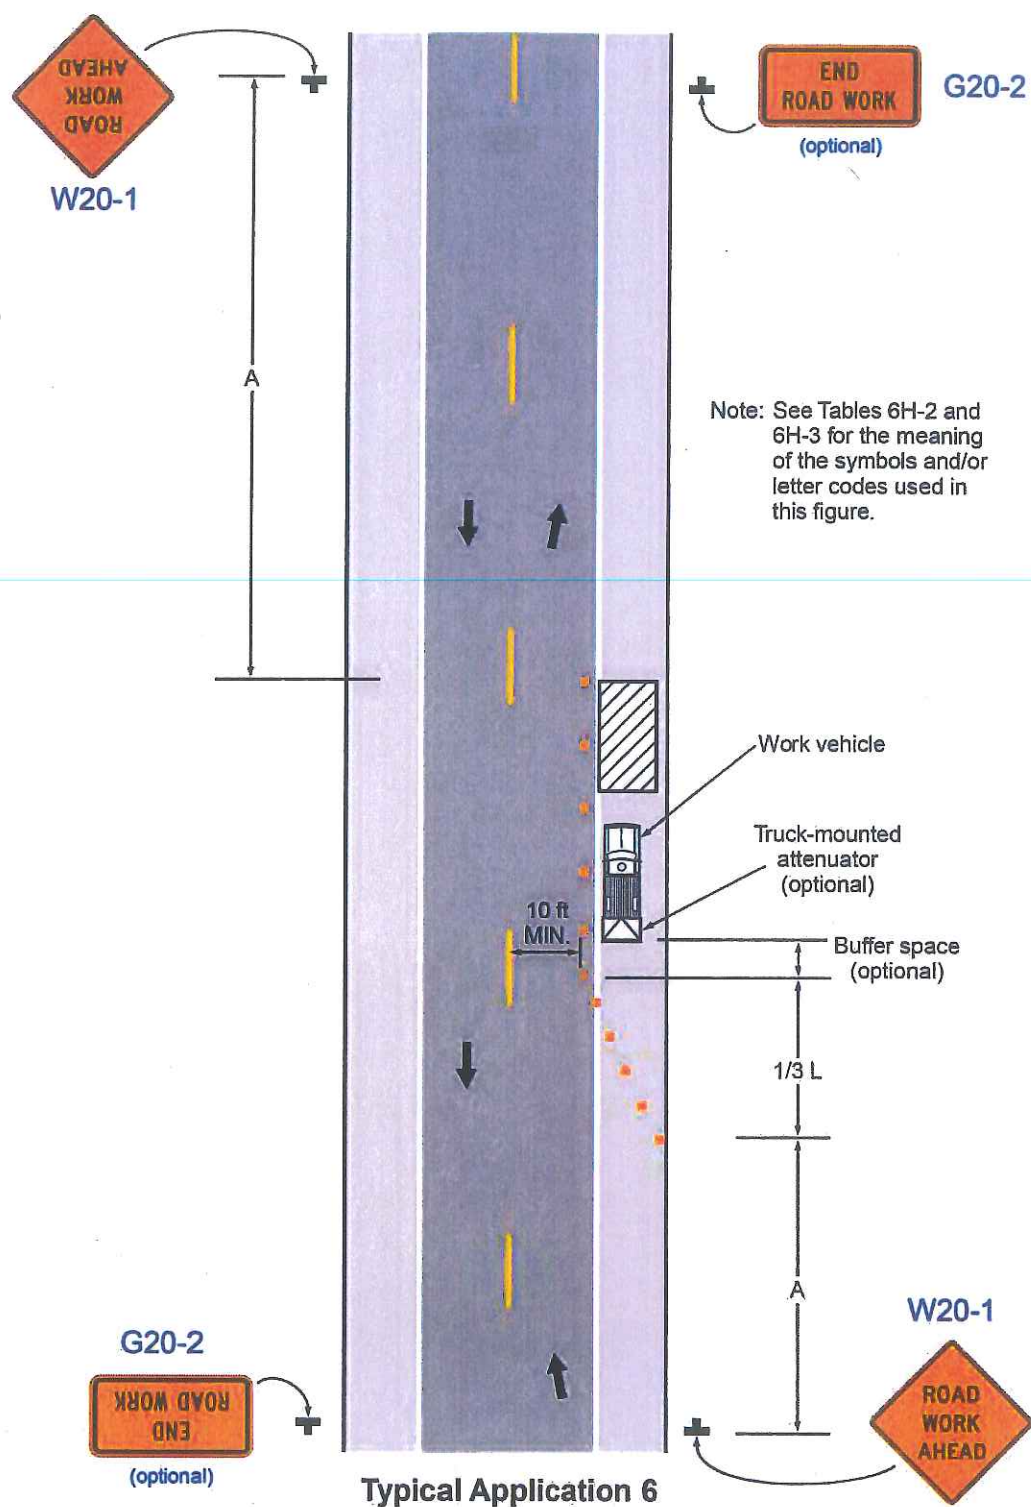 ROAD
WORK
AHEAD
W20-1
END
ROAD WORK
(optional)
G20-2
A
Note: See Tables 6H-2 and
6H-3 for the meaning
of the symbols and/or
letter codes used in
this figure.
Work vehicle
Truck-mounted
attenuator
(optional)
10 ft
MIN.
Buffer space
(optional)
1/3 L
A
G20-2
END
ROAD WORK
(optional)
W20-1
ROAD
WORK
AHEAD
Typical Application 6